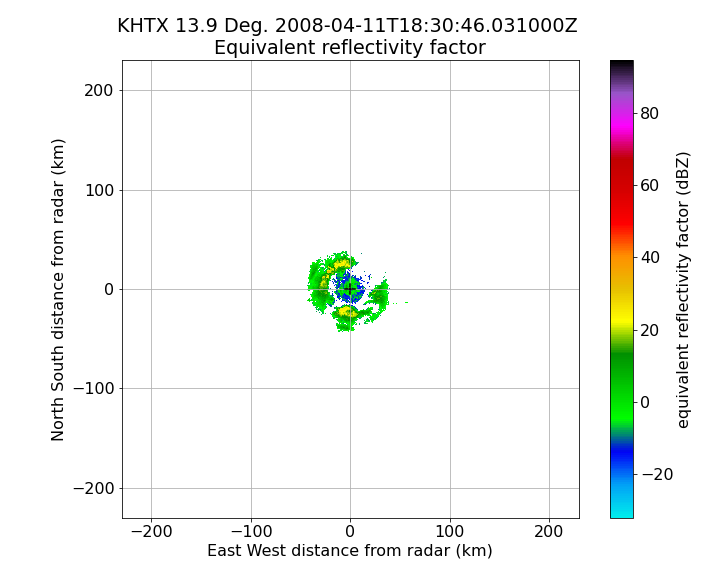 KHTX 13.9 Deg. 2008-04-11T18:30:46.031000Z
Equivalent reflectivity factor
200
100
0
−100
−200
North South distance from radar (km)
−200 −100 0 100 200
East West distance from radar (km)
80
60
40
20
0
−20
equivalent reflectivity factor (dBZ)